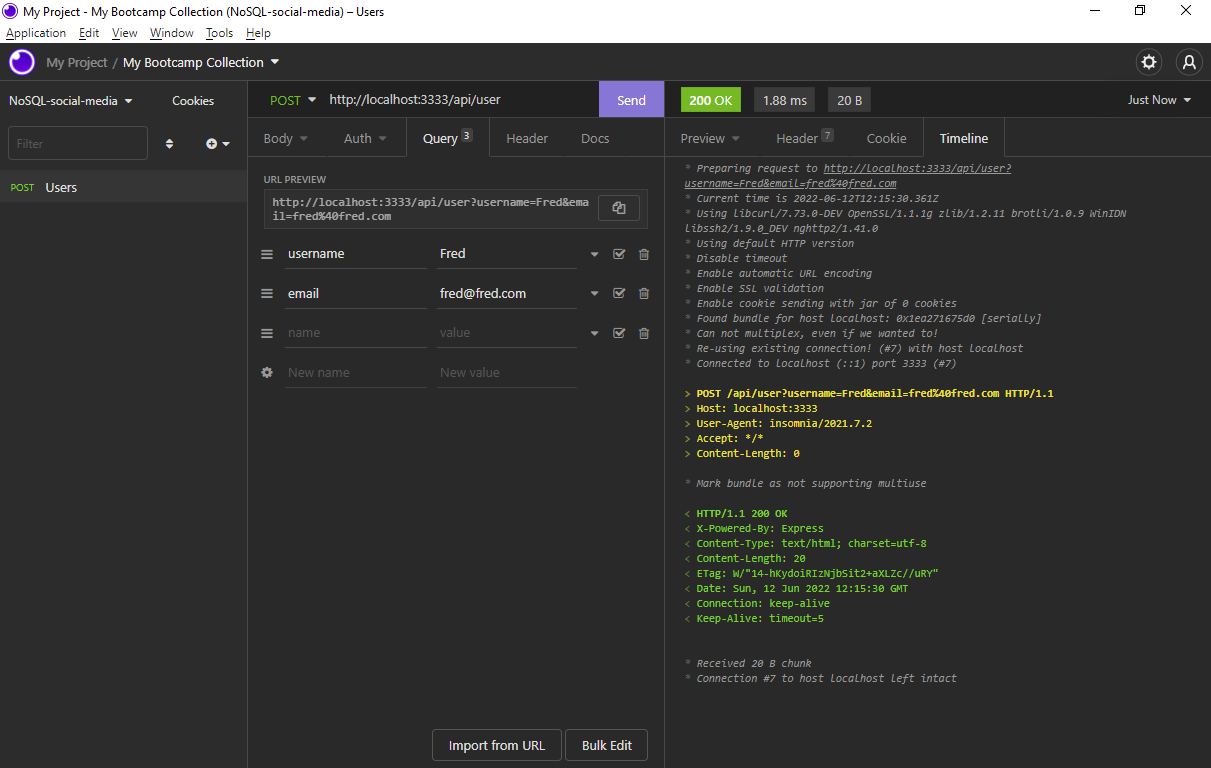 My Project - My Bootcamp Collection (NoSQL-social-media) – Users
Application Edit View Window Tools Help
My Project / My Bootcamp Collection
NoSQL-social-media Cookies
Filter
POST Users
POST http://localhost:3333/api/user Send
Body Auth Query 3 Header Docs
URL PREVIEW
http://localhost:3333/api/user?username=Fred&ema
il=fred%40fred.com
username Fred
email fred@fred.com
name value
New name New value
Import from URL Bulk Edit
200 OK 1.88 ms 20 B Just Now
Preview Header 7 Cookie Timeline
* Preparing request to http://localhost:3333/api/user?
username=Fred&email=fred%40fred.com
* Current time is 2022-06-12T12:15:30.361Z
* Using libcurl/7.73.0-DEV OpenSSL/1.1.1g zlib/1.2.11 brotli/1.0.9 WinIDN
libssh2/1.9.0_DEV nghttp2/1.41.0
* Using default HTTP version
* Disable timeout
* Enable automatic URL encoding
* Enable SSL validation
* Enable cookie sending with jar of 0 cookies
* Found bundle for host localhost: 0x1ea271675d0 [serially]
* Can not multiplex, even if we wanted to!
* Re-using existing connection! (#7) with host localhost
* Connected to localhost (::1) port 3333 (#7)
> POST /api/user?username=Fred&email=fred%40fred.com HTTP/1.1
> Host: localhost:3333
> User-Agent: insomnia/2021.7.2
> Accept: */*
> Content-Length: 0
* Mark bundle as not supporting multiuse
< HTTP/1.1 200 OK
< X-Powered-By: Express
< Content-Type: text/html; charset=utf-8
< Content-Length: 20
< ETag: W/"14-hKydoiRIzNjbSit2+aXLZc//uRY"
< Date: Sun, 12 Jun 2022 12:15:30 GMT
< Connection: keep-alive
< Keep-Alive: timeout=5
* Received 20 B chunk
* Connection #7 to host localhost left intact